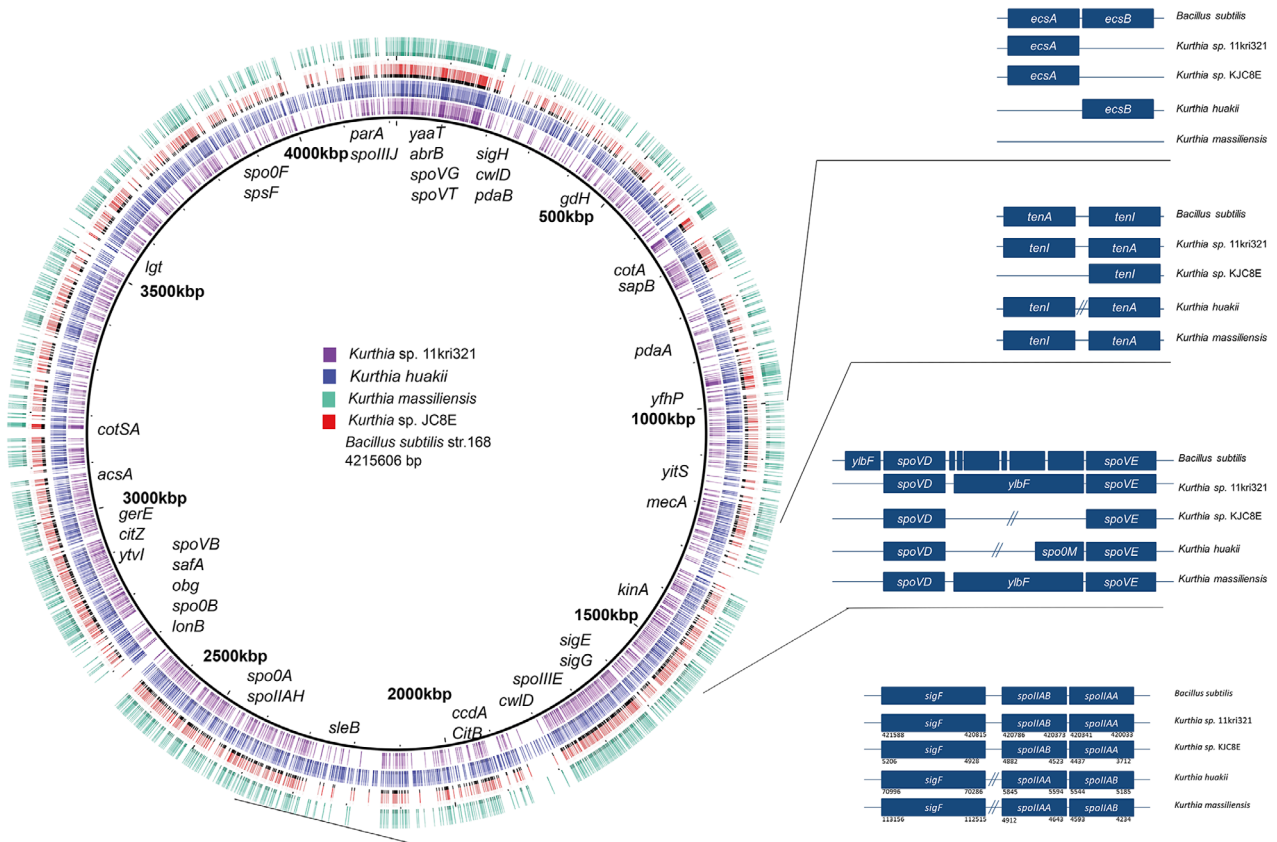 parA
4000kbp spoIIIJ
spo0F
spsF
yaaT
abrB
spoVG
spoVT
sigH
cwlD
pdaB
gdH
500kbp
cotA
sapB
pdaA
yfhP
1000kbp
yitS
mecA
kinA
1500kbp
sigE
sigG
spoIIIE
cwlD
ccdA
CitB
2000kbp
sleB
spo0A
spoIIAH
2500kbp
spoVB
safA
obg
spo0B
lonB
gerE
citZ
ytvI
3000kbp
acsA
cotSA
3500kbp
lgt
Kurthia sp. 11kri321
Kurthia huakii
Kurthia massiliensis
Kurthia sp. JC8E
Bacillus subtilis str.168
4215606 bp
ecsA ecsB Bacillus subtilis
ecsA Kurthia sp. 11kri321
ecsA Kurthia sp. KJC8E
ecsB Kurthia huakii
Kurthia massiliensis
tenA tenI Bacillus subtilis
tenI tenA Kurthia sp. 11kri321
tenI Kurthia sp. KJC8E
tenI // tenA Kurthia huakii
tenI tenA Kurthia massiliensis
ylbF spoVD spoVE Bacillus subtilis
spoVD ylbF spoVE Kurthia sp. 11kri321
spoVD // spoVE Kurthia sp. KJC8E
spoVD // spo0M spoVE Kurthia huakii
spoVD ylbF spoVE Kurthia massiliensis
sigF spoIIAB spoIIAA Bacillus subtilis
sigF spoIIAB spoIIAA Kurthia sp. 11kri321
421588 420815 420786 420373 420341 420033
sigF spoIIAB spoIIAA Kurthia sp. KJC8E
5206 4928 4882 4523 4437 3712
sigF // spoIIAA spoIIAB Kurthia huakii
70996 70286 5845 5594 5544 5185
sigF // spoIIAA spoIIAB Kurthia massiliensis
113156 112515 4912 4643 4593 4234